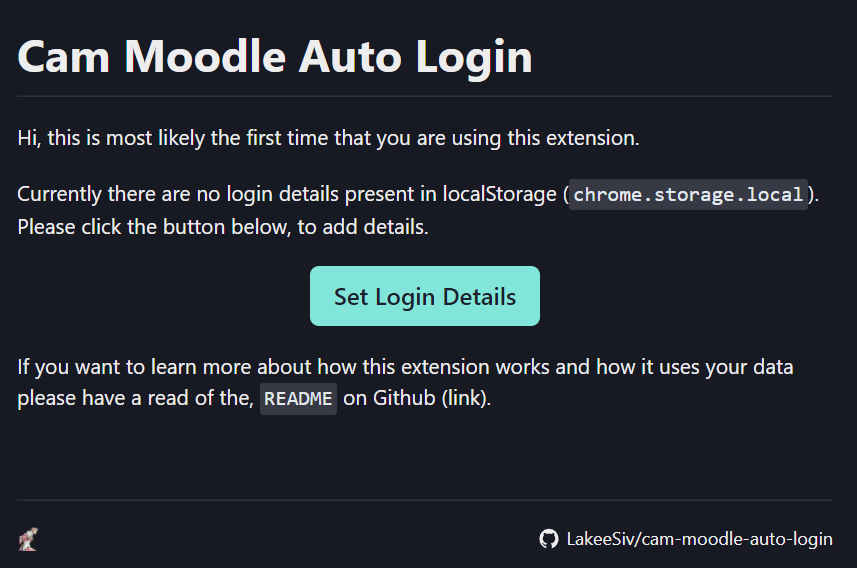 Cam Moodle Auto Login
Hi, this is most likely the first time that you are using this extension.
Currently there are no login details present in localStorage (chrome.storage.local).
Please click the button below, to add details.
Set Login Details
If you want to learn more about how this extension works and how it uses your data
please have a read of the, README on Github (link).
LakeeSiv/cam-moodle-auto-login